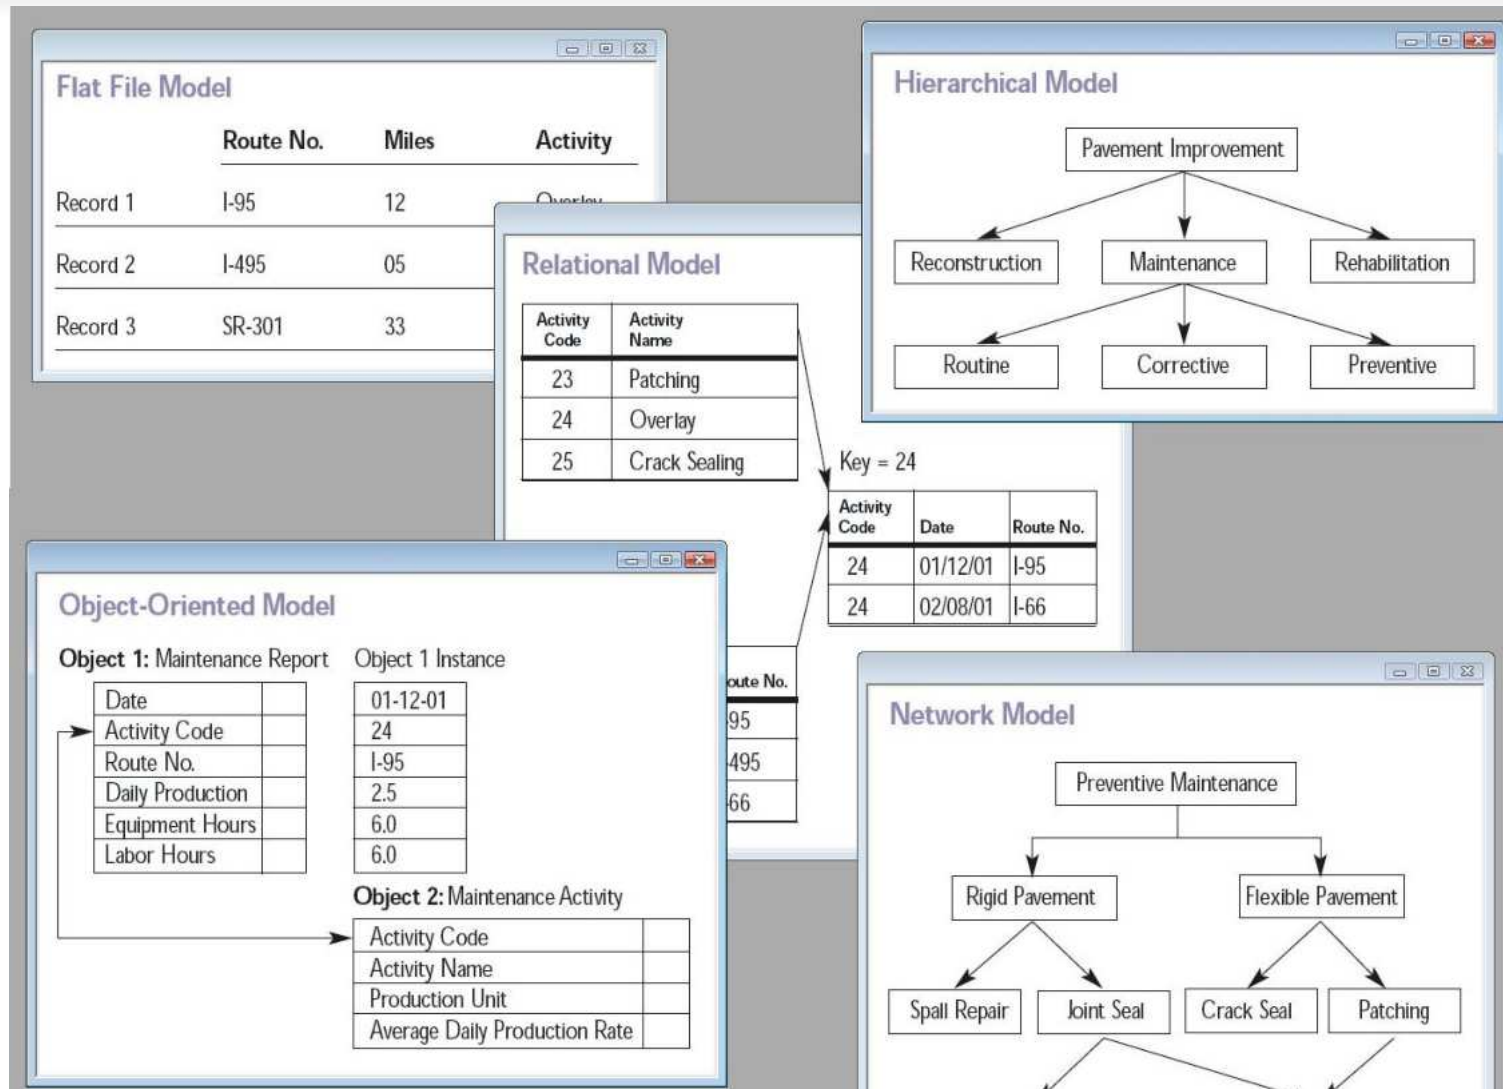 Flat File Model
Route No. Miles Activity
Record 1 I-95 12 Overlay
Record 2 I-495 05
Record 3 SR-301 33
Hierarchical Model
Pavement Improvement
Reconstruction Maintenance Rehabilitation
Routine Corrective Preventive
Relational Model
Activity Code Activity Name
23 Patching
24 Overlay
25 Crack Sealing
Key = 24
Activity Code Date Route No.
24 01/12/01 I-95
24 02/08/01 I-66
oute No.
95
495
66
Object-Oriented Model
Object 1: Maintenance Report Object 1 Instance
Date 01-12-01
Activity Code 24
Route No. I-95
Daily Production 2.5
Equipment Hours 6.0
Labor Hours 6.0
Object 2: Maintenance Activity
Activity Code
Activity Name
Production Unit
Average Daily Production Rate
Network Model
Preventive Maintenance
Rigid Pavement Flexible Pavement
Spall Repair Joint Seal Crack Seal Patching